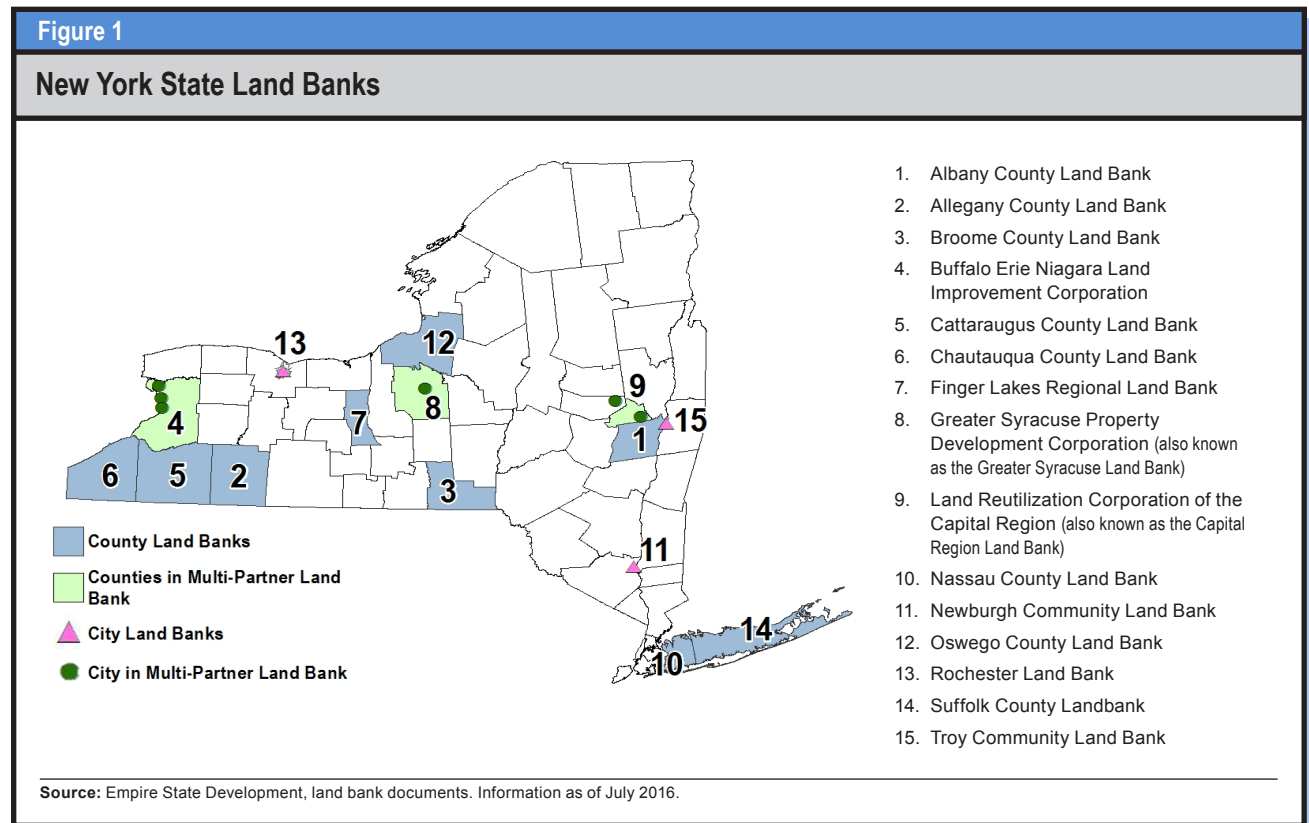 Figure 1
New York State Land Banks
13
12
9
4
7
8
15
1
6
5
2
3
11
14
10
County Land Banks
Counties in Multi-Partner Land
Bank
City Land Banks
City in Multi-Partner Land Bank
1. Albany County Land Bank
2. Allegany County Land Bank
3. Broome County Land Bank
4. Buffalo Erie Niagara Land
Improvement Corporation
5. Cattaraugus County Land Bank
6. Chautauqua County Land Bank
7. Finger Lakes Regional Land Bank
8. Greater Syracuse Property
Development Corporation (also known
as the Greater Syracuse Land Bank)
9. Land Reutilization Corporation of the
Capital Region (also known as the Capital
Region Land Bank)
10. Nassau County Land Bank
11. Newburgh Community Land Bank
12. Oswego County Land Bank
13. Rochester Land Bank
14. Suffolk County Landbank
15. Troy Community Land Bank
Source: Empire State Development, land bank documents. Information as of July 2016.